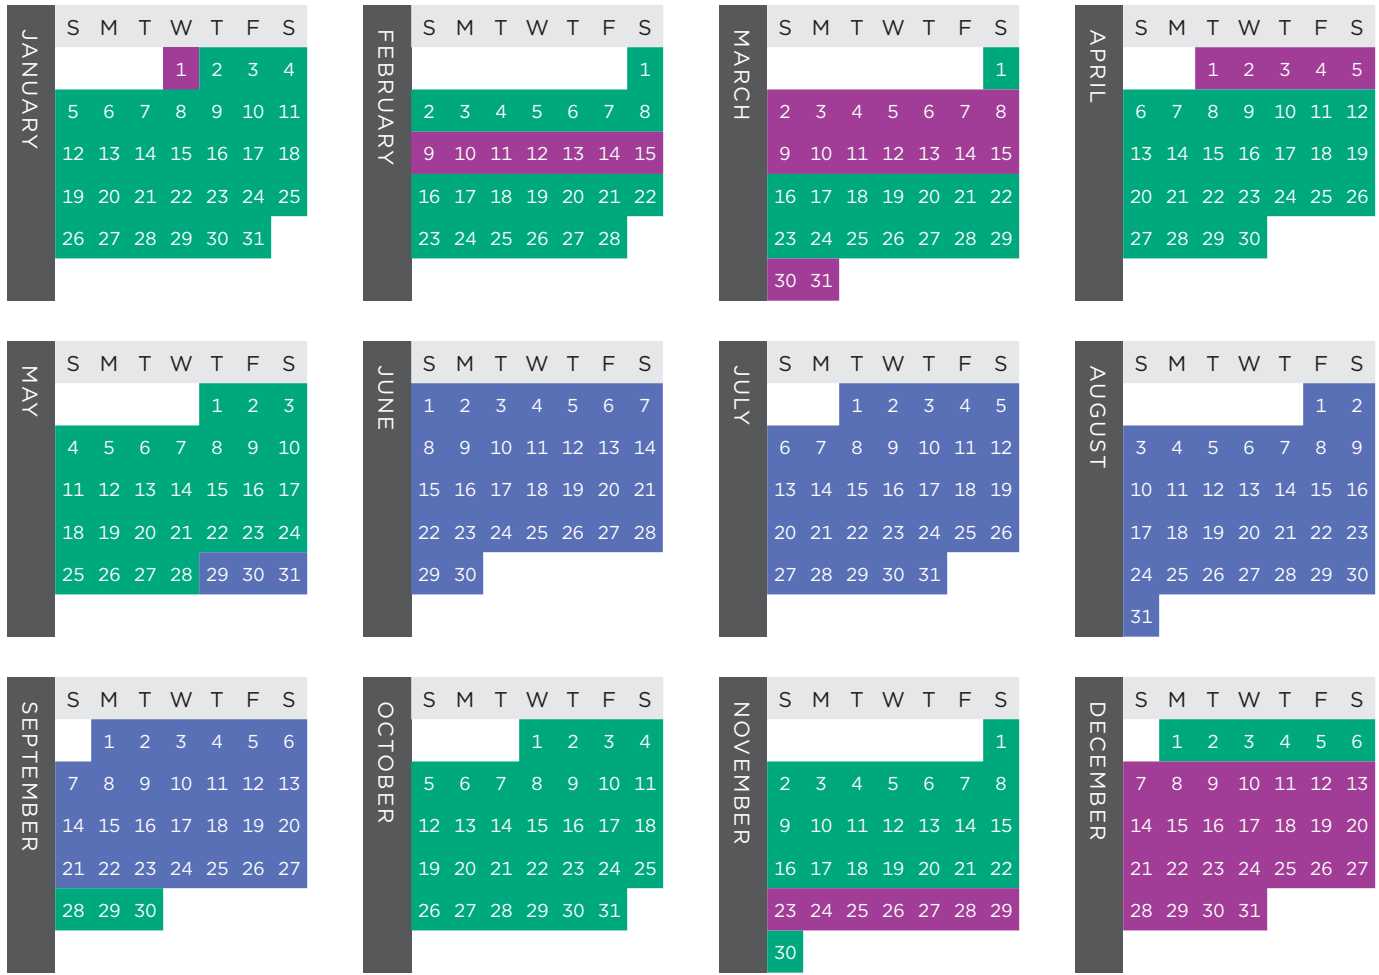 JANUARY
S M T W T F S
1 2 3 4
5 6 7 8 9 10 11
12 13 14 15 16 17 18
19 20 21 22 23 24 25
26 27 28 29 30 31
FEBRUARY
S M T W T F S
1
2 3 4 5 6 7 8
9 10 11 12 13 14 15
16 17 18 19 20 21 22
23 24 25 26 27 28
MARCH
S M T W T F S
1
2 3 4 5 6 7 8
9 10 11 12 13 14 15
16 17 18 19 20 21 22
23 24 25 26 27 28 29
30 31
APRIL
S M T W T F S
1 2 3 4 5
6 7 8 9 10 11 12
13 14 15 16 17 18 19
20 21 22 23 24 25 26
27 28 29 30
MAY
S M T W T F S
1 2 3
4 5 6 7 8 9 10
11 12 13 14 15 16 17
18 19 20 21 22 23 24
25 26 27 28 29 30 31
JUNE
S M T W T F S
1 2 3 4 5 6 7
8 9 10 11 12 13 14
15 16 17 18 19 20 21
22 23 24 25 26 27 28
29 30
JULY
S M T W T F S
1 2 3 4 5
6 7 8 9 10 11 12
13 14 15 16 17 18 19
20 21 22 23 24 25 26
27 28 29 30 31
AUGUST
S M T W T F S
1 2
3 4 5 6 7 8 9
10 11 12 13 14 15 16
17 18 19 20 21 22 23
24 25 26 27 28 29 30
31
SEPTEMBER
S M T W T F S
1 2 3 4 5 6
7 8 9 10 11 12 13
14 15 16 17 18 19 20
21 22 23 24 25 26 27
28 29 30
OCTOBER
S M T W T F S
1 2 3 4
5 6 7 8 9 10 11
12 13 14 15 16 17 18
19 20 21 22 23 24 25
26 27 28 29 30 31
NOVEMBER
S M T W T F S
1
2 3 4 5 6 7 8
9 10 11 12 13 14 15
16 17 18 19 20 21 22
23 24 25 26 27 28 29
30
DECEMBER
S M T W T F S
1 2 3 4 5 6
7 8 9 10 11 12 13
14 15 16 17 18 19 20
21 22 23 24 25 26 27
28 29 30 31